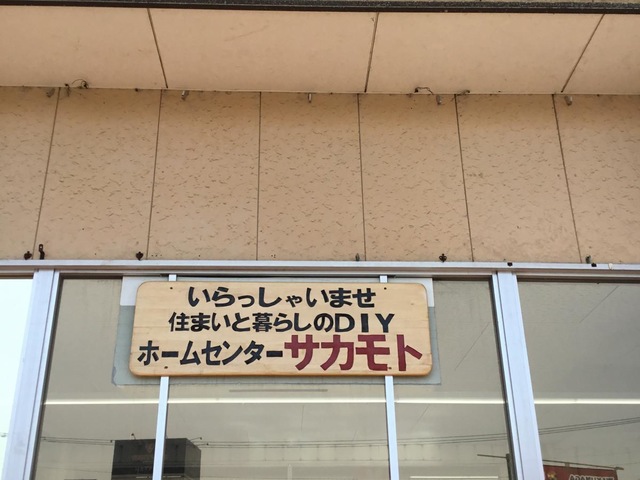 いらっしゃいませ
住まいと暮らしのDIY
ホームセンターサカモト